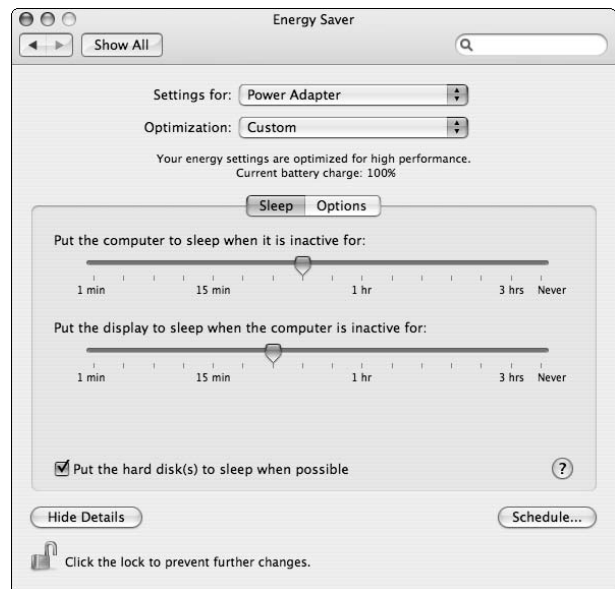 Energy Saver
Show All
Settings for: Power Adapter
Optimization: Custom
Your energy settings are optimized for high performance.
Current battery charge: 100%
Sleep Options
Put the computer to sleep when it is inactive for:
1 min 15 min 1 hr 3 hrs Never
Put the display to sleep when the computer is inactive for:
1 min 15 min 1 hr 3 hrs Never
Put the hard disk(s) to sleep when possible ?
Hide Details Schedule...
Click the lock to prevent further changes.